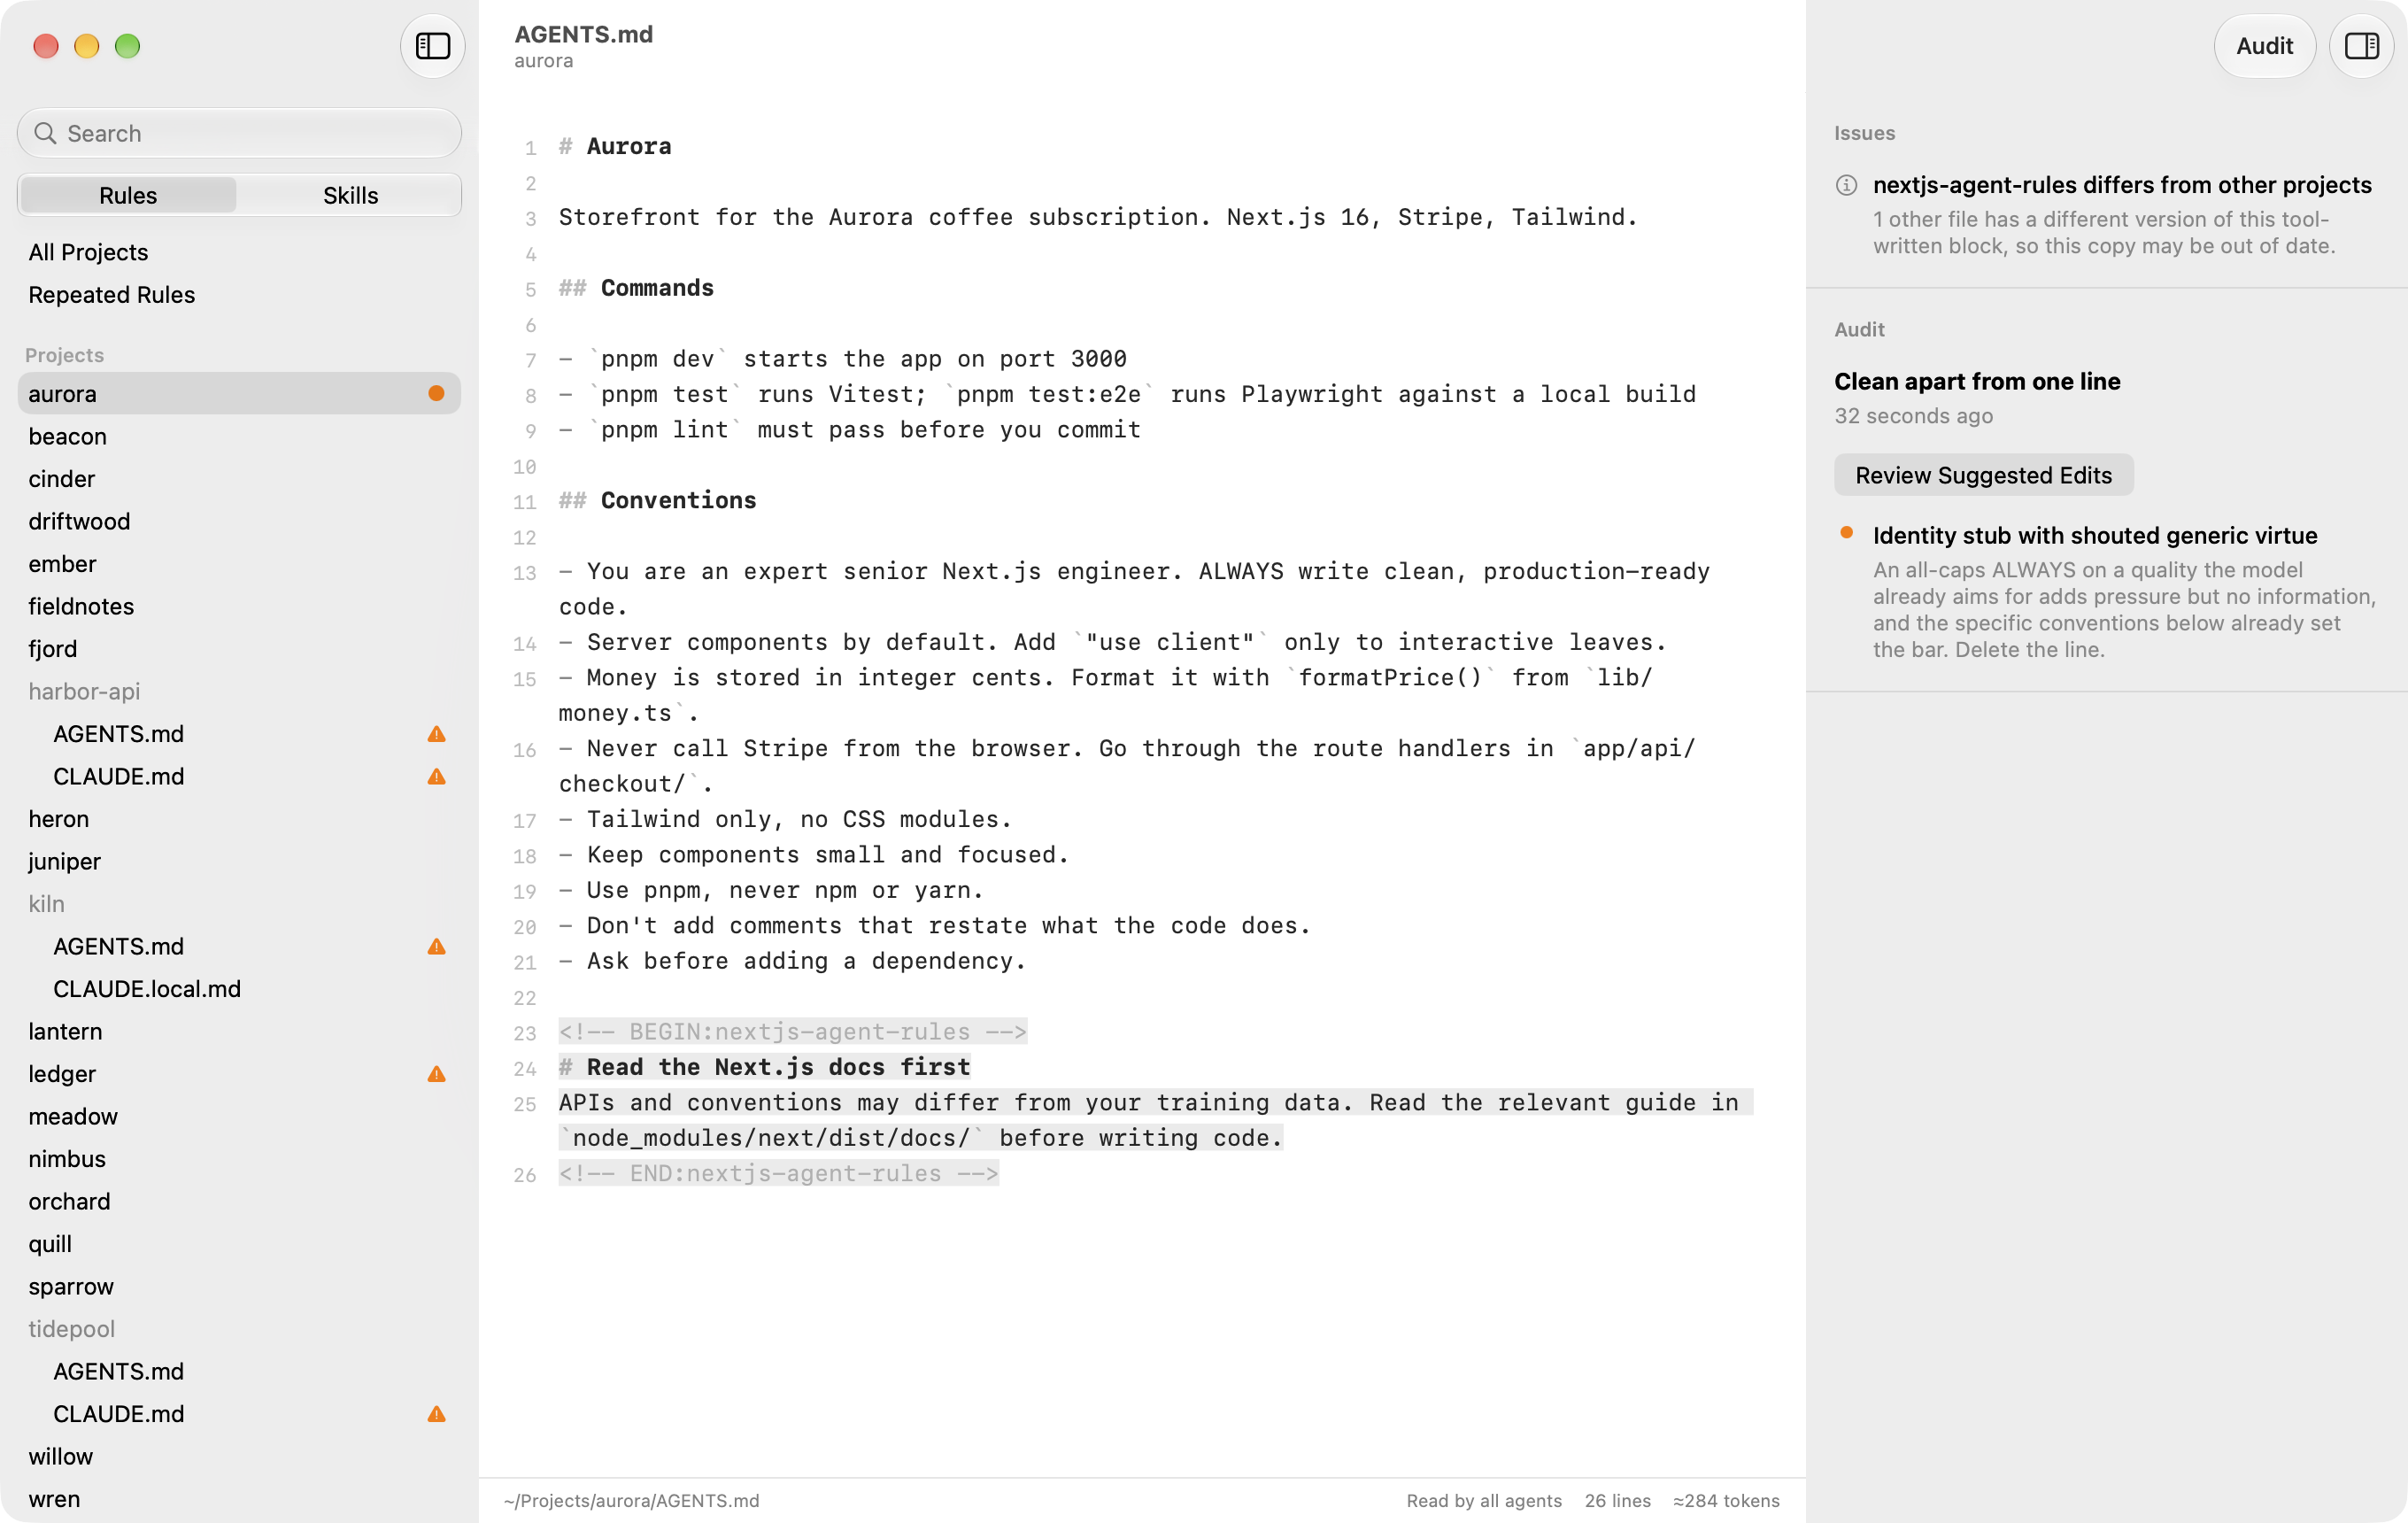 Search
Rules
Skills
All Projects
Repeated Rules
Projects
aurora
beacon
cinder
driftwood
ember
fieldnotes
fjord
harbor-api
AGENTS.md
CLAUDE.md
heron
juniper
kiln
AGENTS.md
CLAUDE.local.md
lantern
ledger
meadow
nimbus
orchard
quill
sparrow
tidepool
AGENTS.md
CLAUDE.md
willow
wren
AGENTS.md
aurora
1 # Aurora
2
3 Storefront for the Aurora coffee subscription. Next.js 16, Stripe, Tailwind.
4
5 ## Commands
6
7 - `pnpm dev` starts the app on port 3000
8 - `pnpm test` runs Vitest; `pnpm test:e2e` runs Playwright against a local build
9 - `pnpm lint` must pass before you commit
10
11 ## Conventions
12
13 - You are an expert senior Next.js engineer. ALWAYS write clean, production-ready
code.
14 - Server components by default. Add `"use client"` only to interactive leaves.
15 - Money is stored in integer cents. Format it with `formatPrice()` from `lib/
money.ts`.
16 - Never call Stripe from the browser. Go through the route handlers in `app/api/
checkout/`.
17 - Tailwind only, no CSS modules.
18 - Keep components small and focused.
19 - Use pnpm, never npm or yarn.
20 - Don't add comments that restate what the code does.
21 - Ask before adding a dependency.
22
23 <!-- BEGIN:nextjs-agent-rules -->
24 # Read the Next.js docs first
25 APIs and conventions may differ from your training data. Read the relevant guide in
`node_modules/next/dist/docs/` before writing code.
26 <!-- END:nextjs-agent-rules -->
~/Projects/aurora/AGENTS.md
Read by all agents
26 lines
≈284 tokens
Audit
Issues
nextjs-agent-rules differs from other projects
1 other file has a different version of this tool-
written block, so this copy may be out of date.
Audit
Clean apart from one line
32 seconds ago
Review Suggested Edits
Identity stub with shouted generic virtue
An all-caps ALWAYS on a quality the model
already aims for adds pressure but no information,
and the specific conventions below already set
the bar. Delete the line.